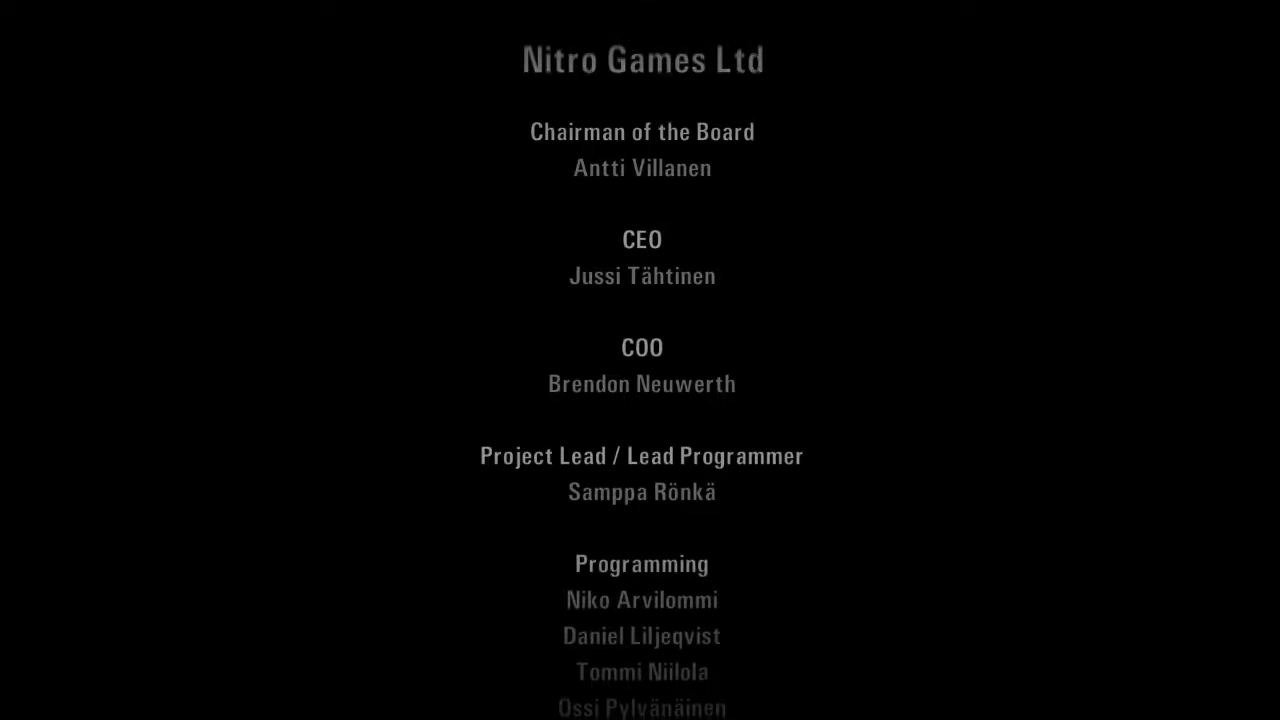 Nitro Games Ltd
Chairman of the Board
Antti Villanen
CEO
Jussi Tähtinen
COO
Brendon Neuwerth
Project Lead / Lead Programmer
Samppa Rönkä
Programming
Niko Arvilommi
Daniel Liljeqvist
Tommi Niilola
Ossi Pylvänäinen